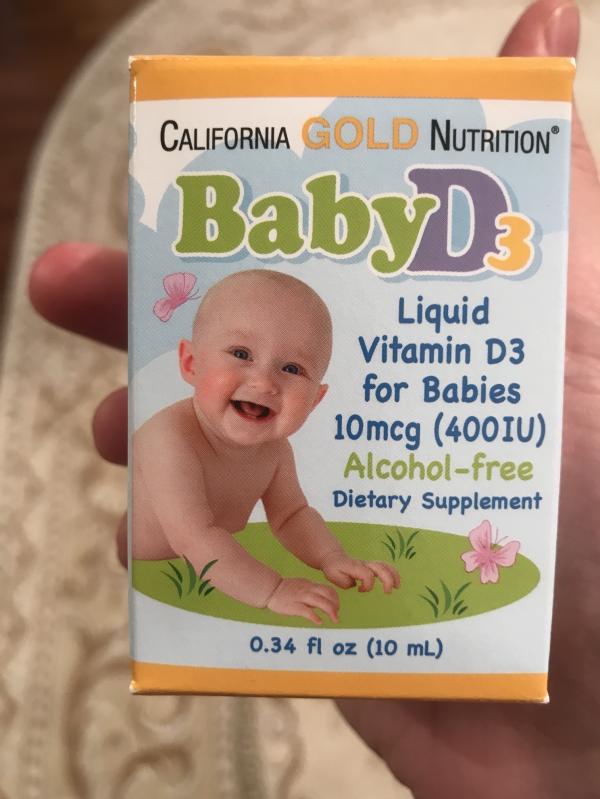 CALIFORNIA GOLD NUTRITION®
BabyD3
Liquid
Vitamin D3
for Babies
10mcg (400IU)
Alcohol-free
Dietary Supplement
0.34 fl oz (10 mL)